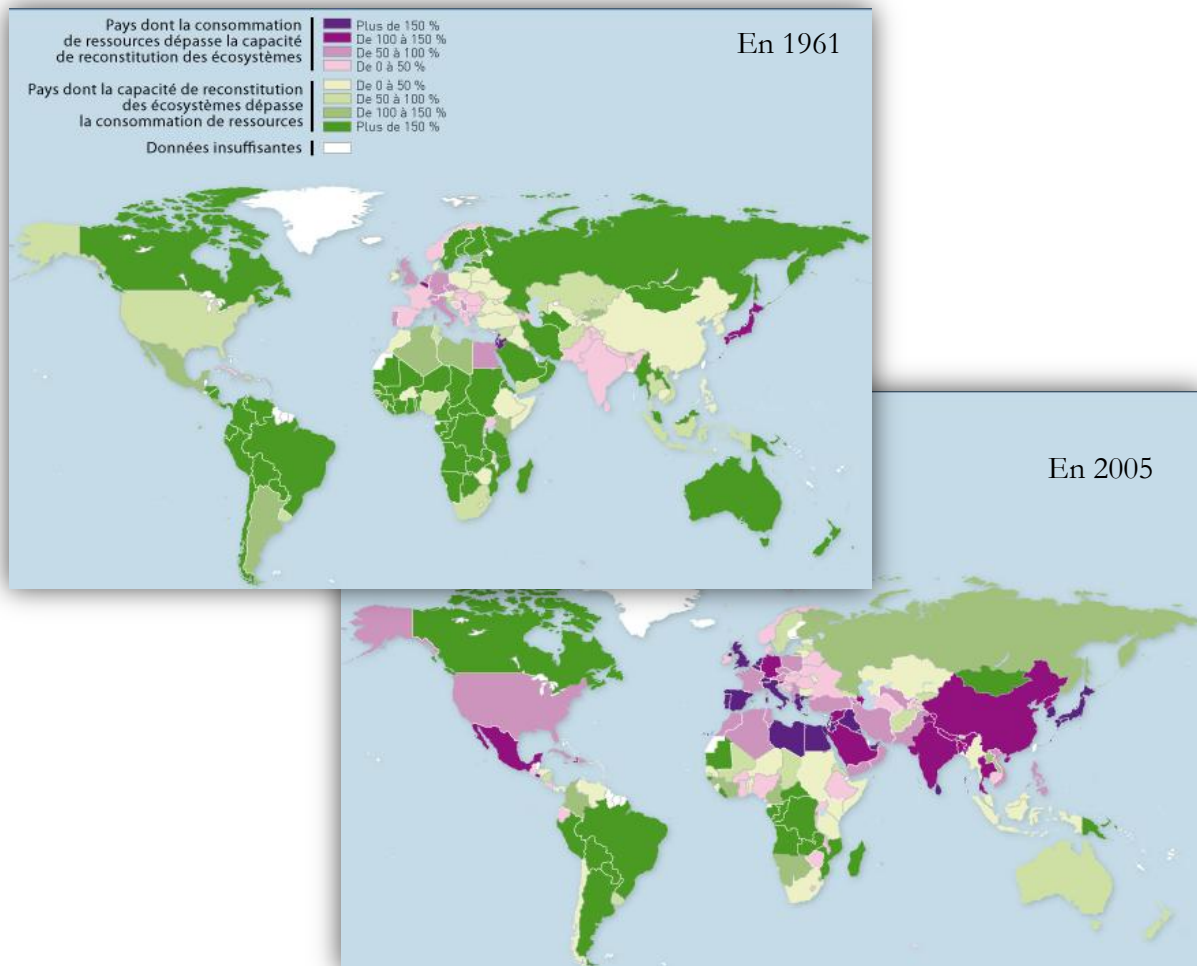 Pays dont la consommation
de ressources dépasse la capacité
de reconstitution des écosystèmes
Plus de 150 %
De 100 à 150 %
De 50 à 100 %
De 0 à 50 %
Pays dont la capacité de reconstitution
des écosystèmes dépasse
la consommation de ressources
De 0 à 50 %
De 50 à 100 %
De 100 à 150 %
Plus de 150 %
Données insuffisantes
En 1961
En 2005